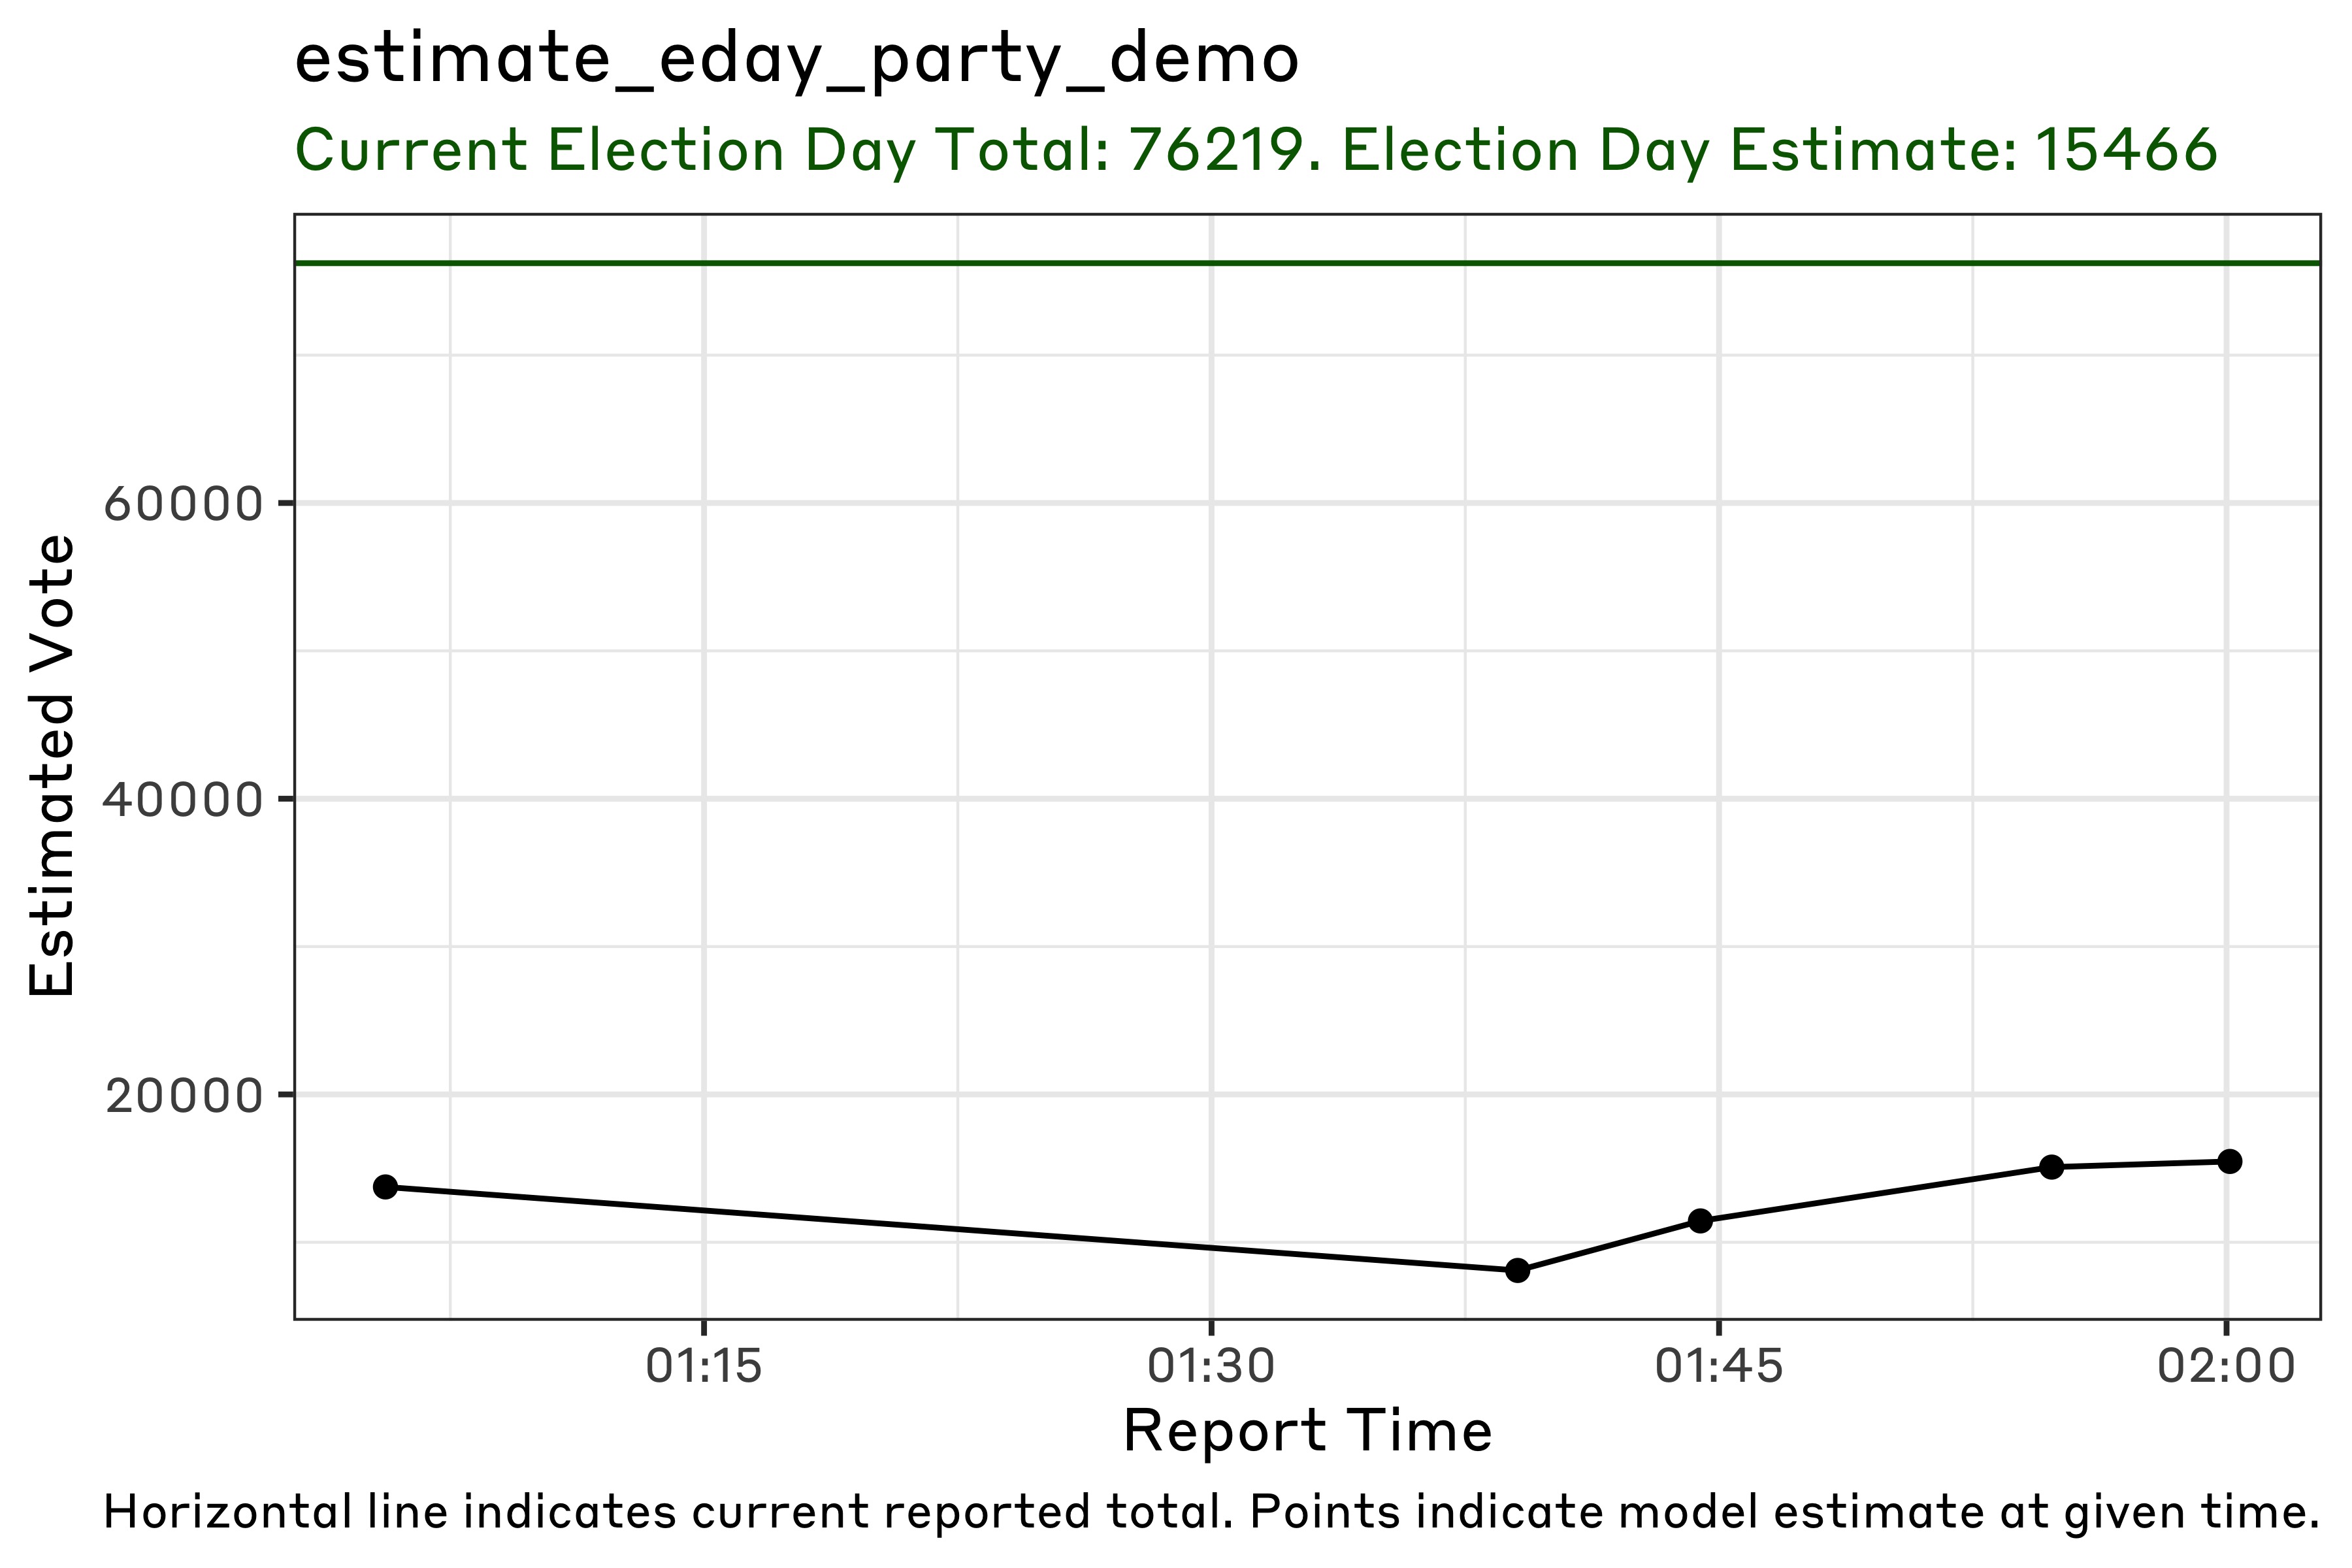 estimate_eday_party_demo
Current Election Day Total: 76219. Election Day Estimate: 15466
Estimated Vote
60000
40000
20000
01:15 01:30 01:45 02:00
Report Time
Horizontal line indicates current reported total. Points indicate model estimate at given time.